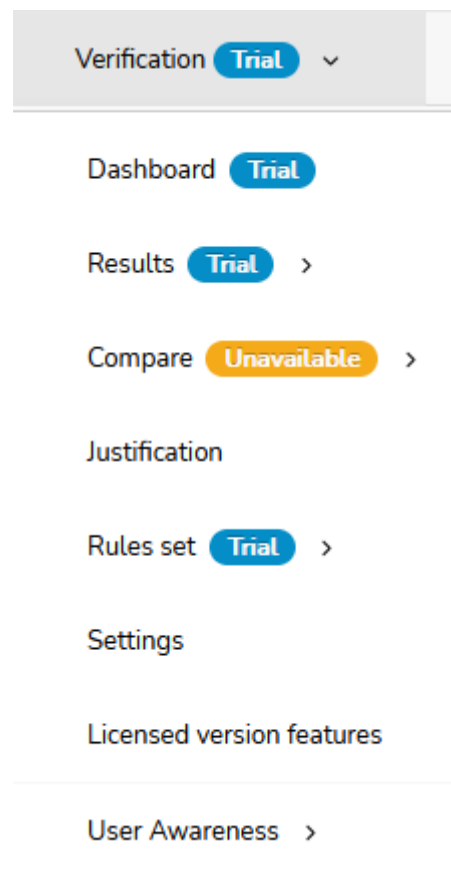 Verification Trial
Dashboard Trial
Results Trial
Compare Unavailable
Justification
Rules set Trial
Settings
Licensed version features
User Awareness